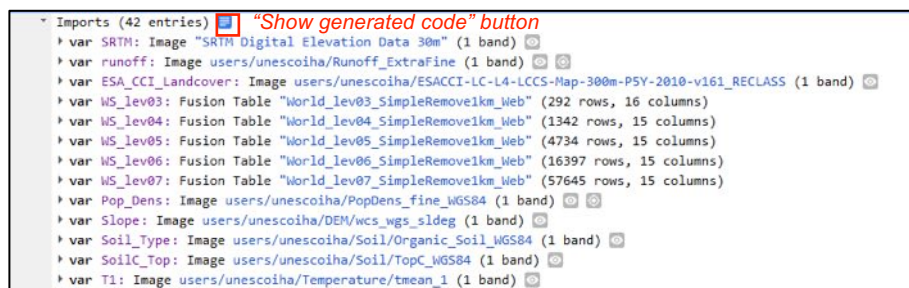 Imports (42 entries) “Show generated code” button
var SRTM: Image "SRTM Digital Elevation Data 30m" (1 band)
var runoff: Image users/unescoiha/Runoff_ExtraFine (1 band)
var ESA_CCI_Landcover: Image users/unescoiha/ESACCI-LC-L4-LCCS-Map-300m-P5Y-2010-v161_RECLASS (1 band)
var WS_lev03: Fusion Table "World_lev03_SimpleRemove1km_Web" (292 rows, 16 columns)
var WS_lev04: Fusion Table "World_lev04_SimpleRemove1km_Web" (1342 rows, 15 columns)
var WS_lev05: Fusion Table "World_lev05_SimpleRemove1km_Web" (4734 rows, 15 columns)
var WS_lev06: Fusion Table "World_lev06_SimpleRemove1km_Web" (16397 rows, 15 columns)
var WS_lev07: Fusion Table "World_lev07_SimpleRemove1km_Web" (57645 rows, 15 columns)
var Pop_Dens: Image users/unescoiha/PopDens_fine_WGS84 (1 band)
var Slope: Image users/unescoiha/DEM/wcs_wgs_sldeg (1 band)
var Soil_Type: Image users/unescoiha/Soil/Organic_Soil_WGS84 (1 band)
var SoilC_Top: Image users/unescoiha/Soil/TopC_WGS84 (1 band)
var T1: Image users/unescoiha/Temperature/tmean_1 (1 band)